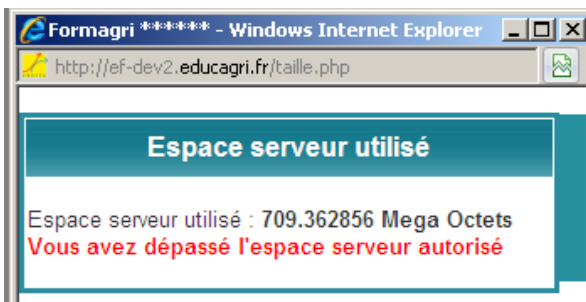 Formagri ****** - Windows Internet Explorer
http://ef-dev2.educagri.fr/taille.php
Espace serveur utilisé
Espace serveur utilisé : 709.362856 Mega Octets
Vous avez dépassé l'espace serveur autorisé